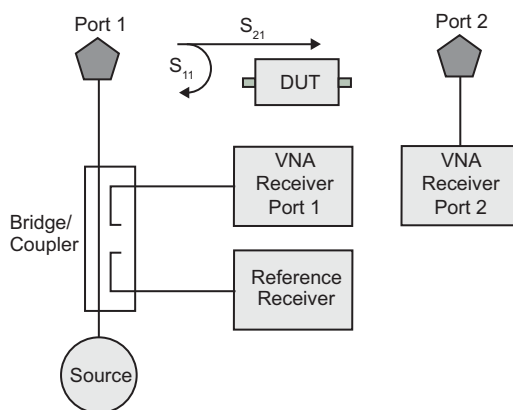 Port 1
S21
Port 2
S11
DUT
VNA
Receiver
Port 1
VNA
Receiver
Port 2
Bridge/
Coupler
Reference
Receiver
Source